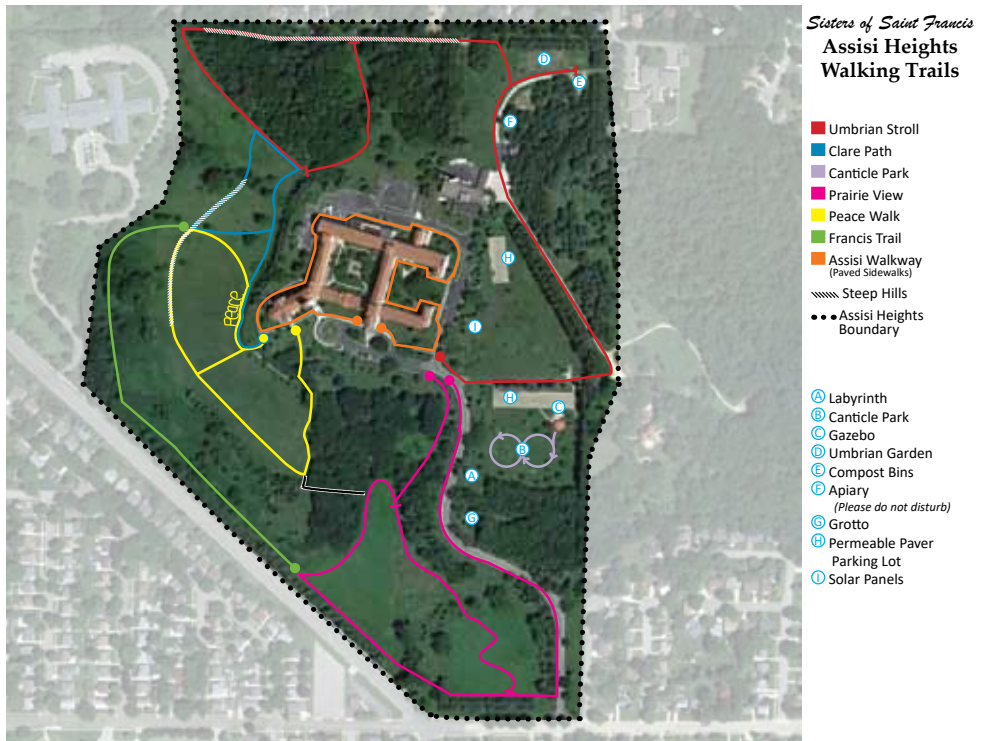 Sisters of Saint Francis
Assisi Heights
Walking Trails
Umbrian Stroll
Clare Path
Canticle Park
Prairie View
Peace Walk
Francis Trail
Assisi Walkway
(Paved Sidewalks)
Steep Hills
Assisi Heights
Boundary
A Labyrinth
B Canticle Park
C Gazebo
D Umbrian Garden
E Compost Bins
F Apiary
(Please do not disturb)
G Grotto
H Permeable Paver
Parking Lot
I Solar Panels
D
E
F
H
Peace
I
H
C
B
A
G